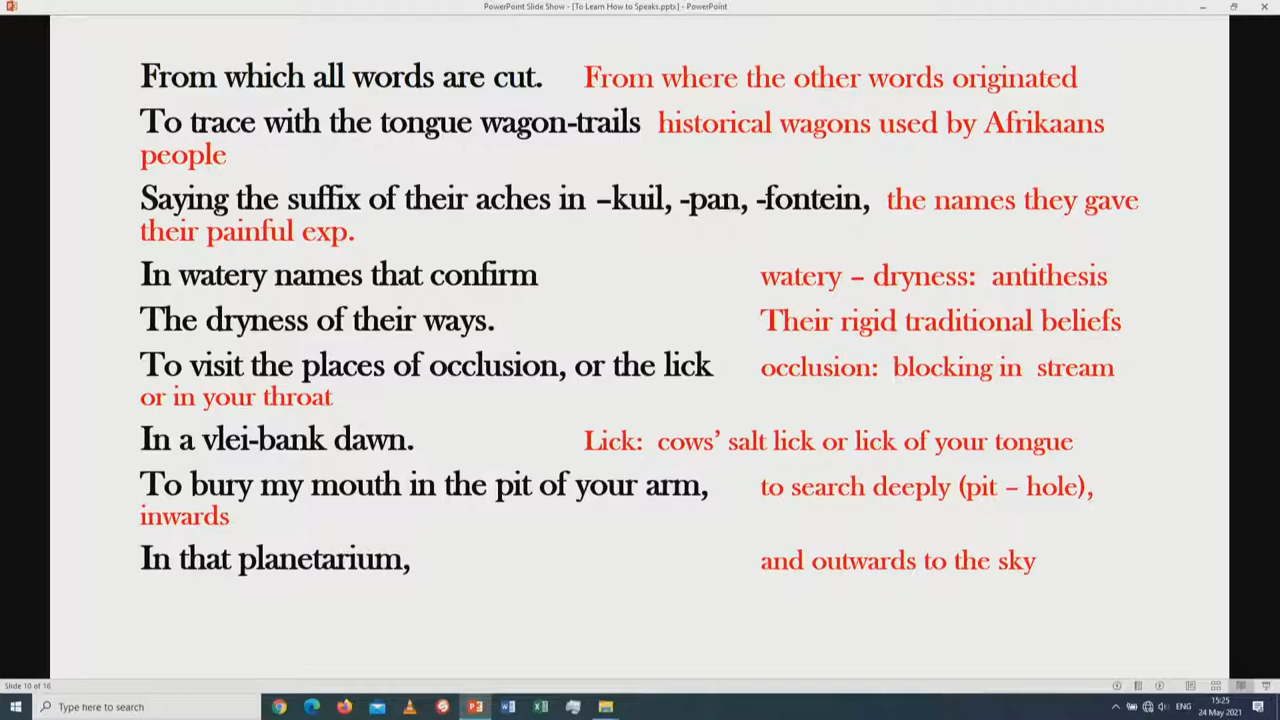 PowerPoint Slide Show - [To Learn How to Speaks.pptx] - PowerPoint
From which all words are cut. From where the other words originated
To trace with the tongue wagon-trails historical wagons used by Afrikaans
people
Saying the suffix of their aches in –kuil, -pan, -fontein, the names they gave
their painful exp.
In watery names that confirm watery – dryness: antithesis
The dryness of their ways. Their rigid traditional beliefs
To visit the places of occlusion, or the lick occlusion: blocking in stream
or in your throat
In a vlei-bank dawn. Lick: cows’ salt lick or lick of your tongue
To bury my mouth in the pit of your arm, to search deeply (pit – hole),
inwards
In that planetarium, and outwards to the sky
Slide 10 of 16
Type here to search
ENG
15:25
24 May 2021